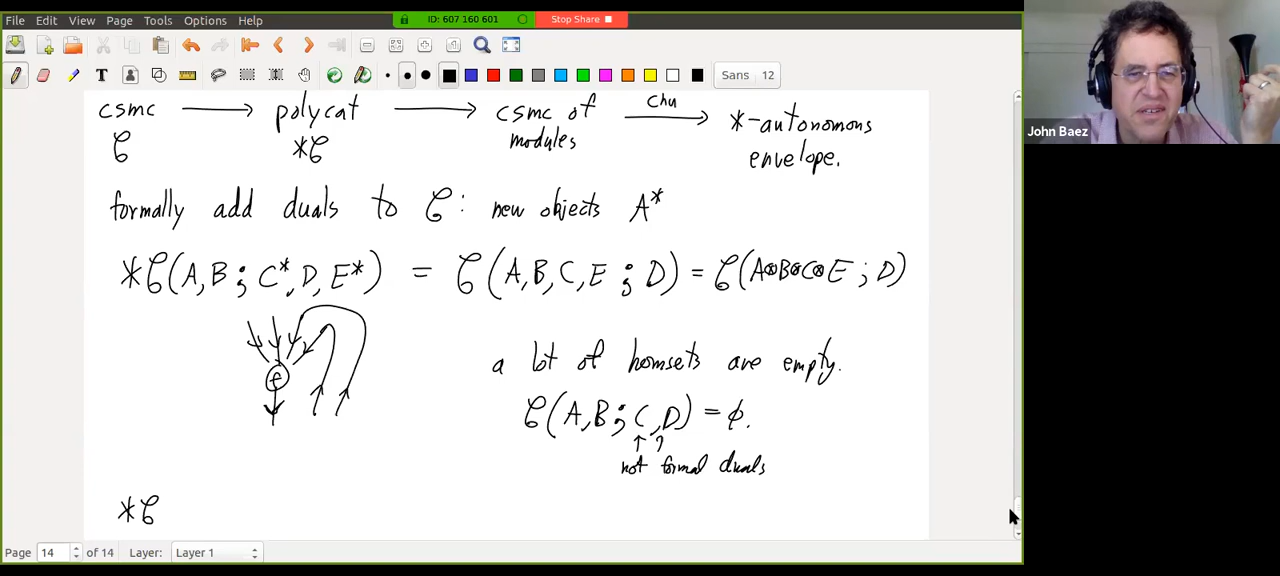 File Edit View Page Tools Options Help
ID: 607 160 601 Stop Share
T Sans 12
csmc → polycat → csmc of modules → Chu *-autonomous envelope.
𝒞 *𝒞
formally add duals to 𝒞: new objects A*
*𝒞(A,B ; C*, D, E*) = 𝒞(A,B,C,E ; D) = 𝒞(A⊗B⊗C⊗E ; D)
f
a lot of homsets are empty.
𝒞(A,B ; C,D) = ∅.
↑ ↑
not formal duals
*𝒞
Page 14 of 14 Layer: Layer 1
John Baez